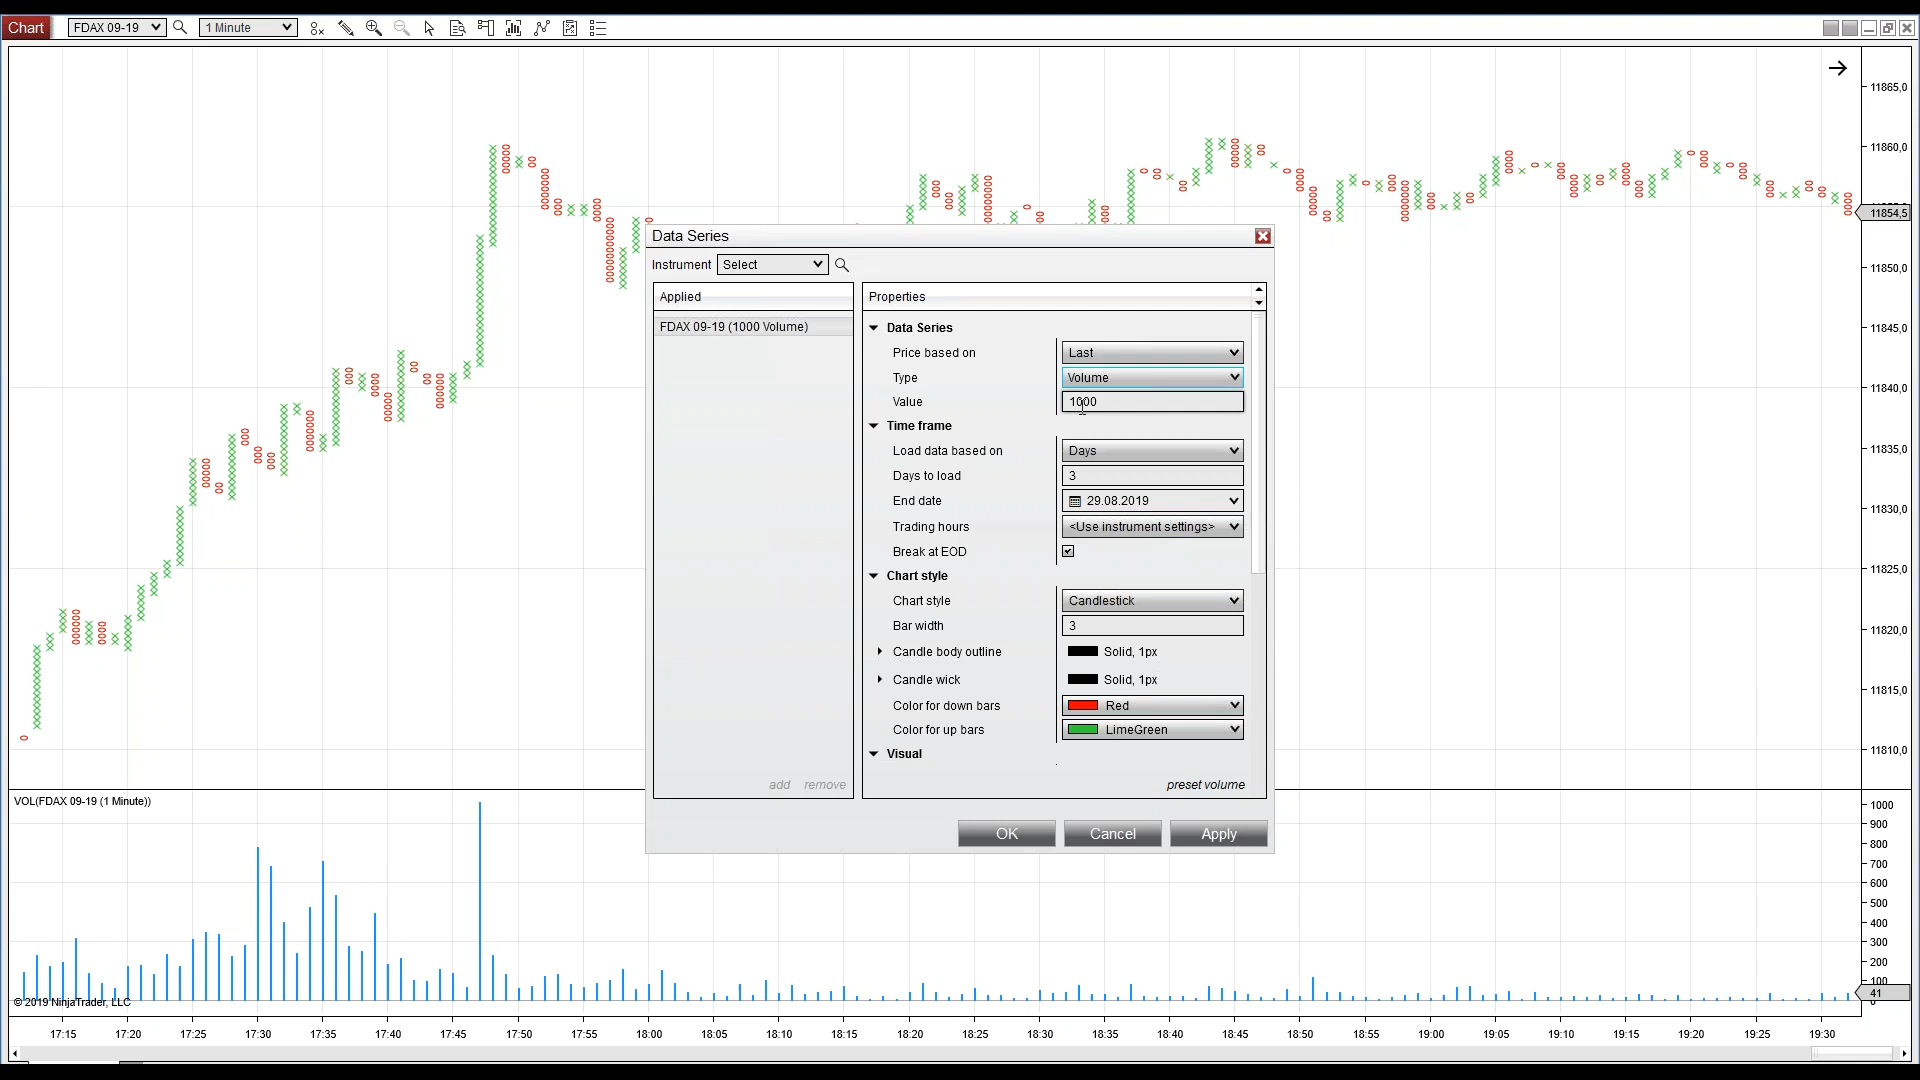 Chart
FDAX 09-19
1 Minute
11865,0
11860,0
11854,5
11850,0
11845,0
11840,0
11835,0
11830,0
11825,0
11820,0
11815,0
11810,0
Data Series
Instrument Select
Applied
FDAX 09-19 (1000 Volume)
add remove
Properties
Data Series
Price based on Last
Type Volume
Value 1000
Time frame
Load data based on Days
Days to load 3
End date 29.08.2019
Trading hours <Use instrument settings>
Break at EOD
Chart style
Chart style Candlestick
Bar width 3
Candle body outline Solid, 1px
Candle wick Solid, 1px
Color for down bars Red
Color for up bars LimeGreen
Visual
preset volume
OK Cancel Apply
VOL(FDAX 09-19 (1 Minute))
1000
900
800
700
600
500
400
300
200
100
41
0
© 2019 NinjaTrader, LLC
17:15 17:20 17:25 17:30 17:35 17:40 17:45 17:50 17:55 18:00 18:05 18:10 18:15 18:20 18:25 18:30 18:35 18:40 18:45 18:50 18:55 19:00 19:05 19:10 19:15 19:20 19:25 19:30